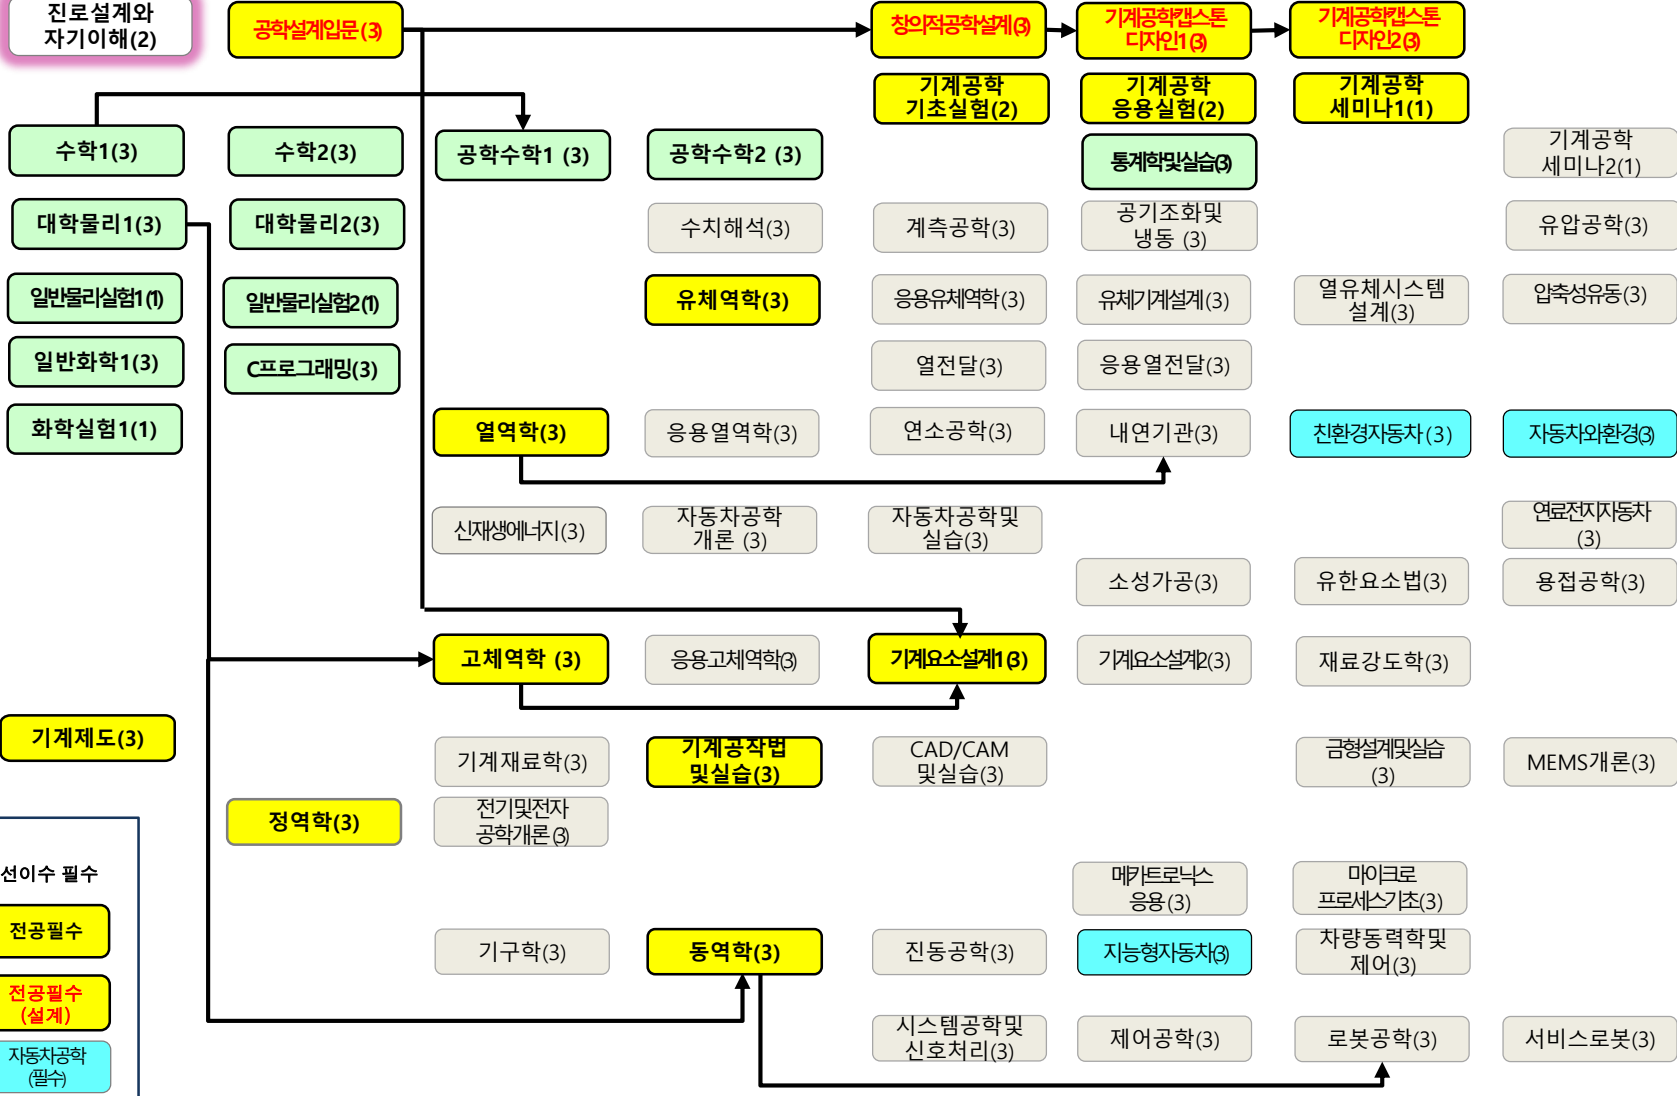 진로설계와
자기이해(2)
공학설계입문(3)
창의적공학설계(3)
기계공학캡스톤
디자인1(3)
기계공학캡스톤
디자인2(3)
기계공학
기초실험(2)
기계공학
응용실험(2)
기계공학
세미나1(1)
수학1(3)
수학2(3)
공학수학1 (3)
공학수학2 (3)
통계학및실습(3)
기계공학
세미나2(1)
대학물리1(3)
대학물리2(3)
수치해석(3)
계측공학(3)
공기조화및
냉동 (3)
유압공학(3)
일반물리실험1(1)
일반물리실험2(1)
유체역학(3)
응용유체역학(3)
유체기계설계(3)
열유체시스템
설계(3)
압축성유동(3)
일반화학1(3)
C프로그래밍(3)
열전달(3)
응용열전달(3)
화학실험1(1)
열역학(3)
응용열역학(3)
연소공학(3)
내연기관(3)
친환경자동차(3)
자동차와환경(3)
신재생에너지(3)
자동차공학
개론 (3)
자동차공학및
실습(3)
연료전지자동차
(3)
소성가공(3)
유한요소법(3)
용접공학(3)
고체역학 (3)
응용고체역학(3)
기계요소설계1(3)
기계요소설계2(3)
재료강도학(3)
기계제도(3)
기계재료학(3)
기계공작법
및실습(3)
CAD/CAM
및실습(3)
금형설계및실습
(3)
MEMS개론(3)
정역학(3)
전기및전자
공학개론(3)
선이수 필수
메카트로닉스
응용(3)
마이크로
프로세스기초(3)
전공필수
기구학(3)
동역학(3)
진동공학(3)
지능형자동차(3)
차량동력학및
제어(3)
전공필수
(설계)
시스템공학및
신호처리(3)
제어공학(3)
로봇공학(3)
서비스로봇(3)
자동차공학
(필수)